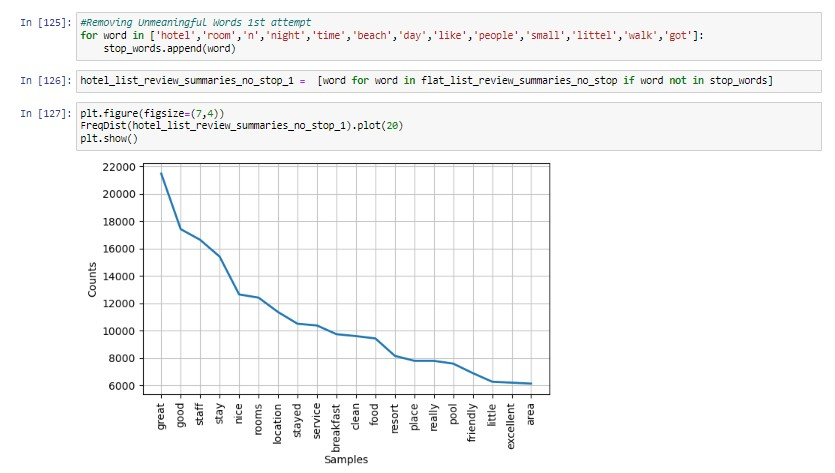 In [125]: #Removing Unmeaningful Words 1st attempt
for word in ['hotel','room','n','night','time','beach','day','like','people','small','littel','walk','got']:
    stop_words.append(word)
In [126]: hotel_list_review_summaries_no_stop_1 =  [word for word in flat_list_review_summaries_no_stop if word not in stop_words]
In [127]: plt.figure(figsize=(7,4))
FreqDist(hotel_list_review_summaries_no_stop_1).plot(20)
plt.show()
22000
20000
18000
16000
14000
12000
10000
8000
6000
Counts
great
good
staff
stay
nice
rooms
location
stayed
service
breakfast
clean
food
resort
place
really
pool
friendly
little
excellent
area
Samples